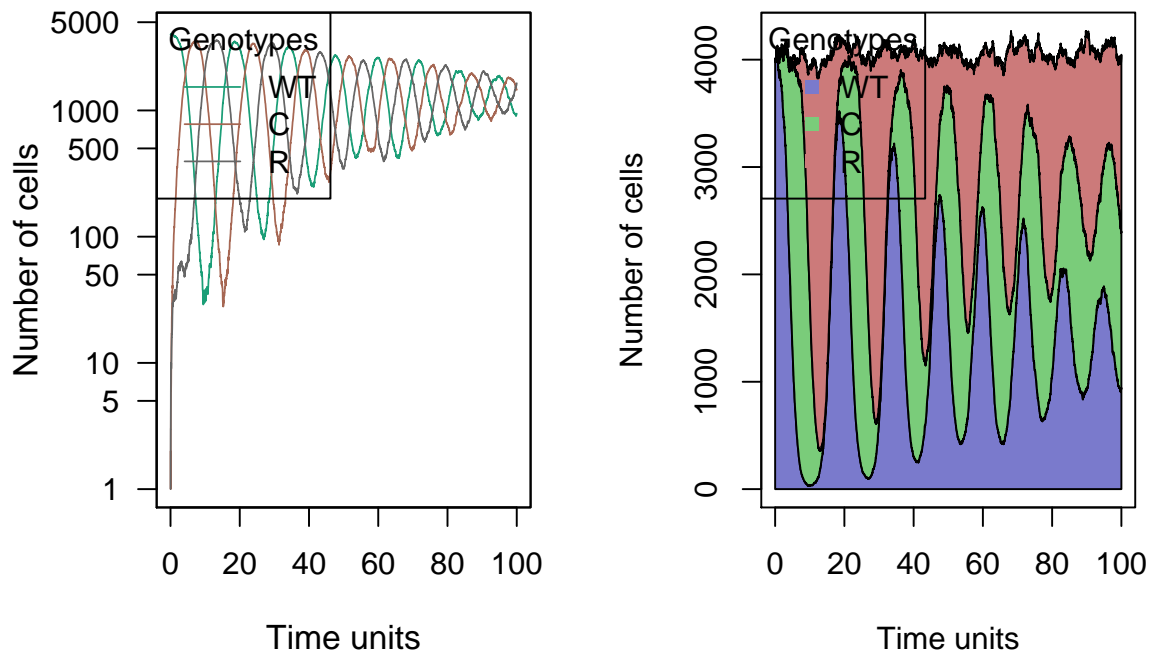 Number of cells
5000
1000
500
100
50
10
5
1
Genotypes
WT
C
R
0 20 40 60 80 100
Time units
Number of cells
4000
3000
2000
1000
0
Genotypes
WT
C
R
0 20 40 60 80 100
Time units